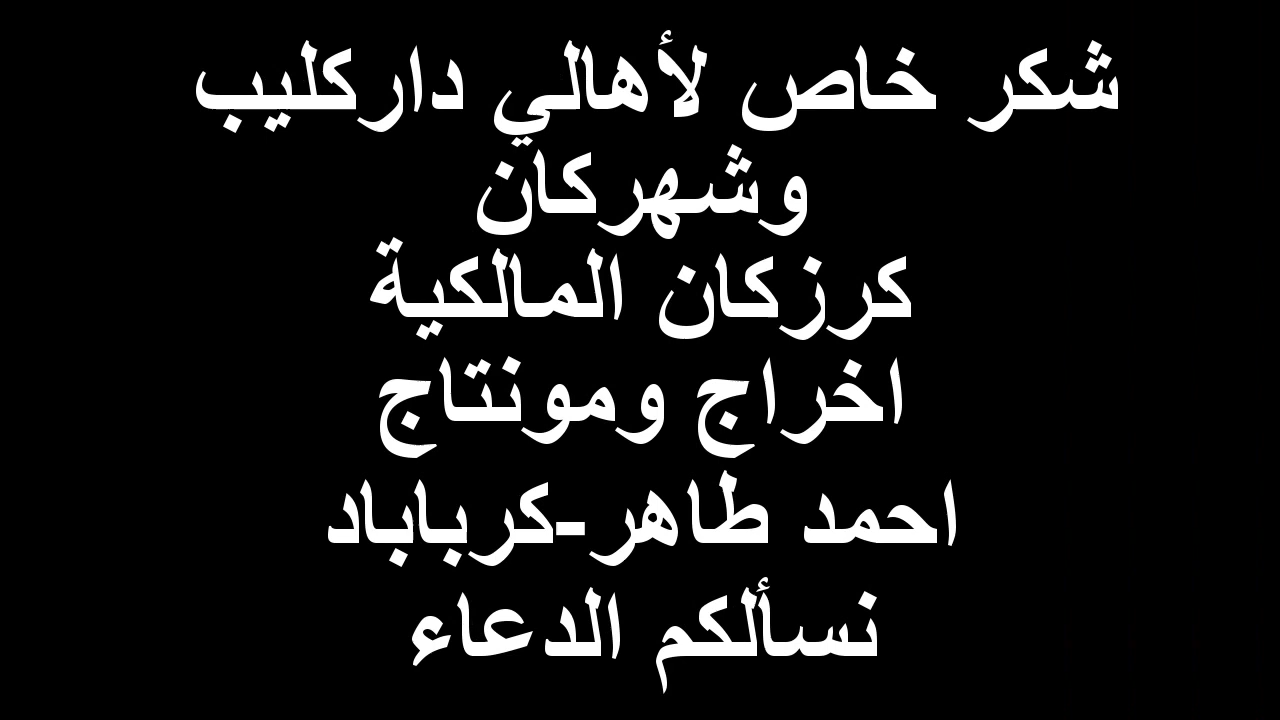 شكر خاص لأهالي داركليب
وشهركان
كرزكان المالكية
اخراج ومونتاج
احمد طاهر-كرباباد
نسألكم الدعاء